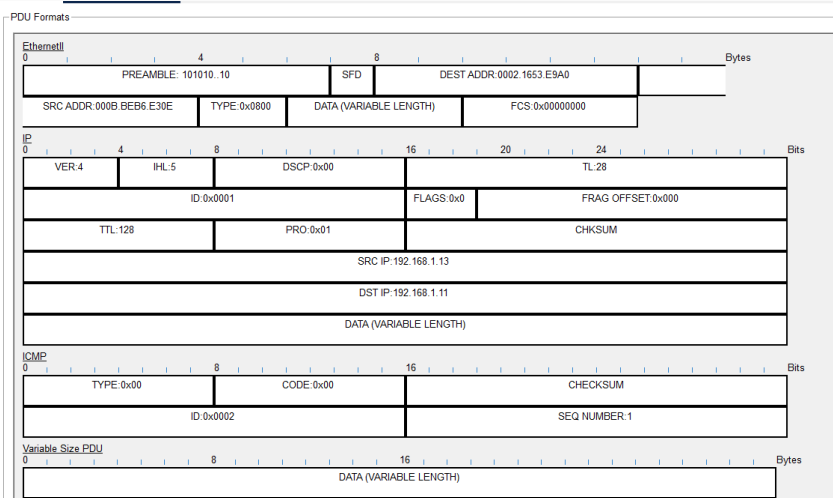 PDU Formats
EthernetII
0 4 8 Bytes
PREAMBLE: 101010..10 SFD DEST ADDR:0002.1653.E9A0
SRC ADDR:000B.BEB6.E30E TYPE:0x0800 DATA (VARIABLE LENGTH) FCS:0x00000000
IP
0 4 8 16 20 24 Bits
VER:4 IHL:5 DSCP:0x00 TL:28
ID:0x0001 FLAGS:0x0 FRAG OFFSET:0x000
TTL:128 PRO:0x01 CHKSUM
SRC IP:192.168.1.13
DST IP:192.168.1.11
DATA (VARIABLE LENGTH)
ICMP
0 8 16 Bits
TYPE:0x00 CODE:0x00 CHECKSUM
ID:0x0002 SEQ NUMBER:1
Variable Size PDU
0 8 16 Bytes
DATA (VARIABLE LENGTH)